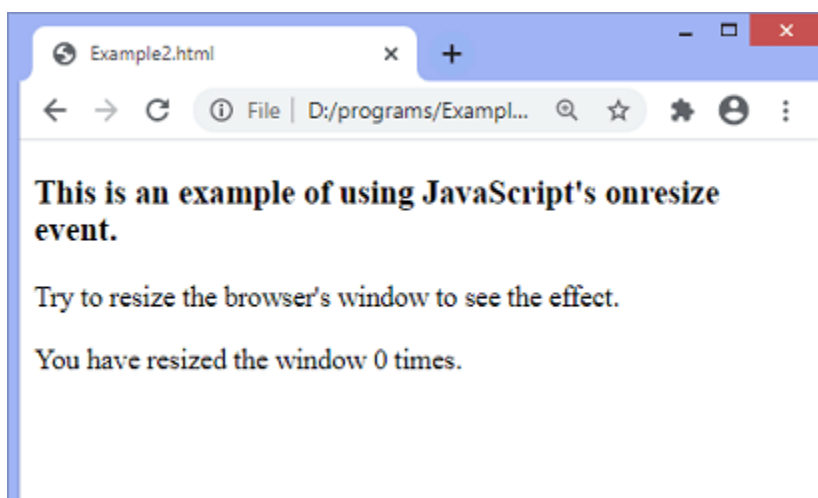 Example2.html
File | D:/programs/Exampl...
This is an example of using JavaScript's onresize
event.
Try to resize the browser's window to see the effect.
You have resized the window 0 times.